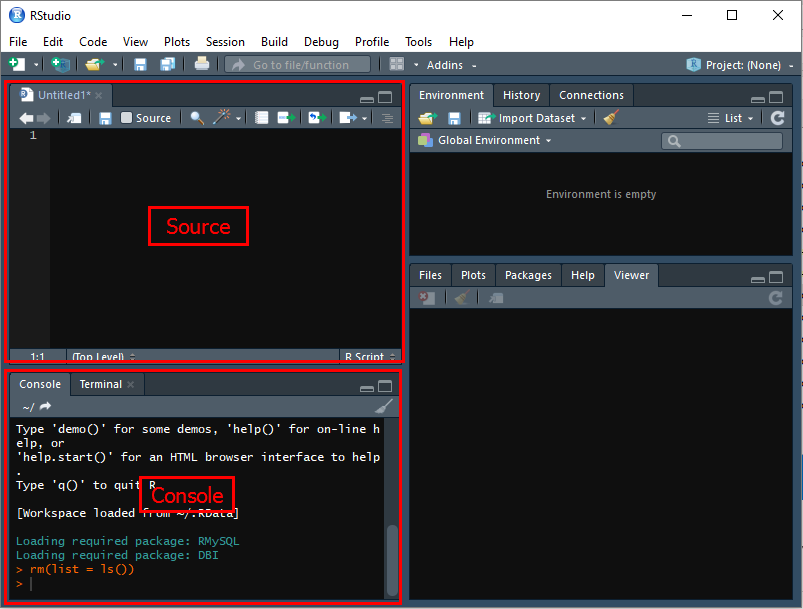 RStudio
File Edit Code View Plots Session Build Debug Profile Tools Help
Go to file/function Addins Project: (None)
Untitled1*
Source
1
Source
1:1 (Top Level) R Script
Console Terminal
~/
Type 'demo()' for some demos, 'help()' for on-line h
elp, or
'help.start()' for an HTML browser interface to help
.
Type 'q()' to quit R
Console
[Workspace loaded from ~/.RData]
Loading required package: RMySQL
Loading required package: DBI
> rm(list = ls())
>
Environment History Connections
Import Dataset List
Global Environment
Environment is empty
Files Plots Packages Help Viewer